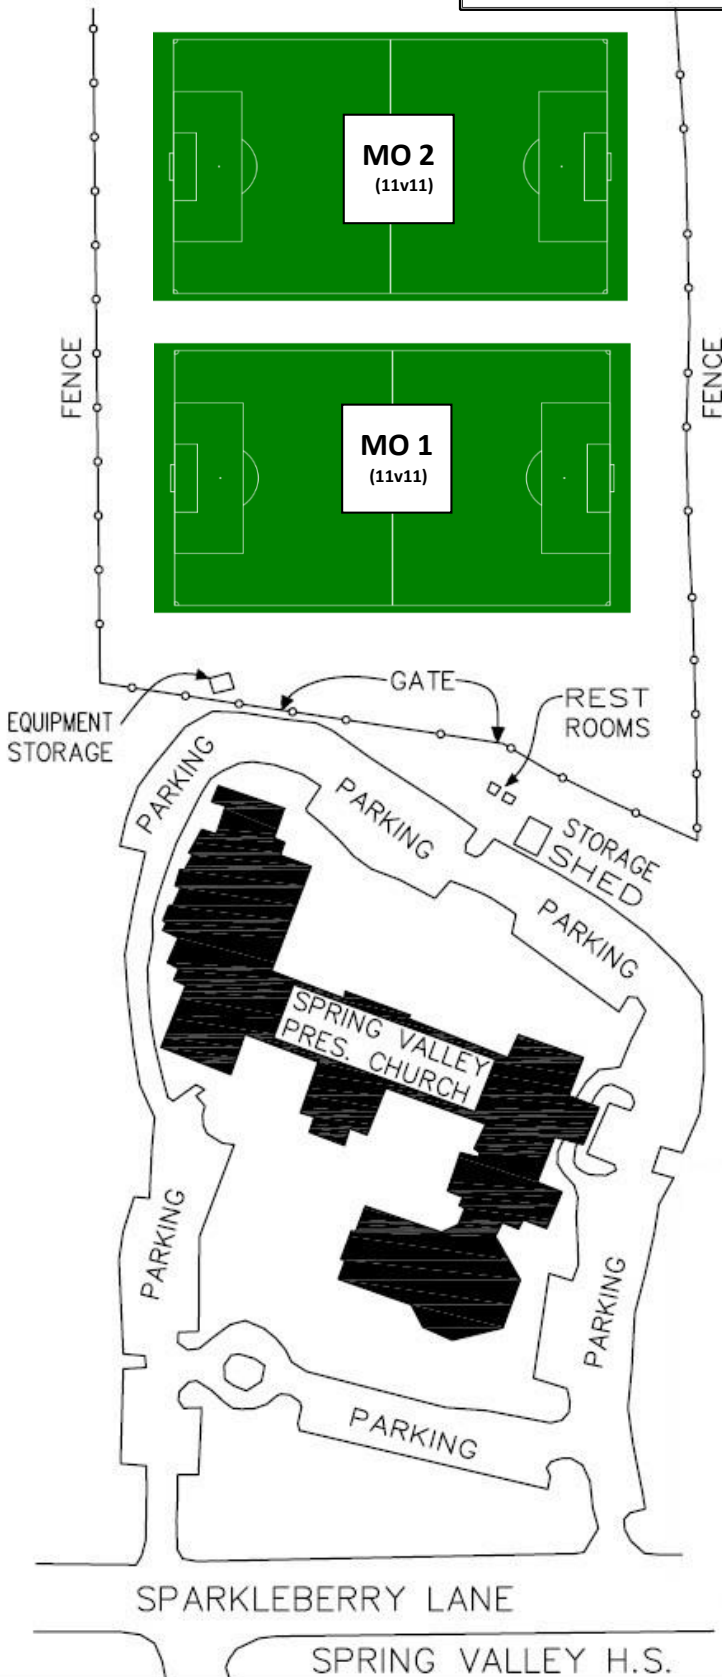 MO 2
(11v11)
FENCE
FENCE
MO 1
(11v11)
GATE
EQUIPMENT
STORAGE
REST
ROOMS
PARKING
PARKING
STORAGE
SHED
PARKING
SPRING VALLEY
PRES. CHURCH
PARKING
PARKING
PARKING
SPARKLEBERRY LANE
SPRING VALLEY H.S.